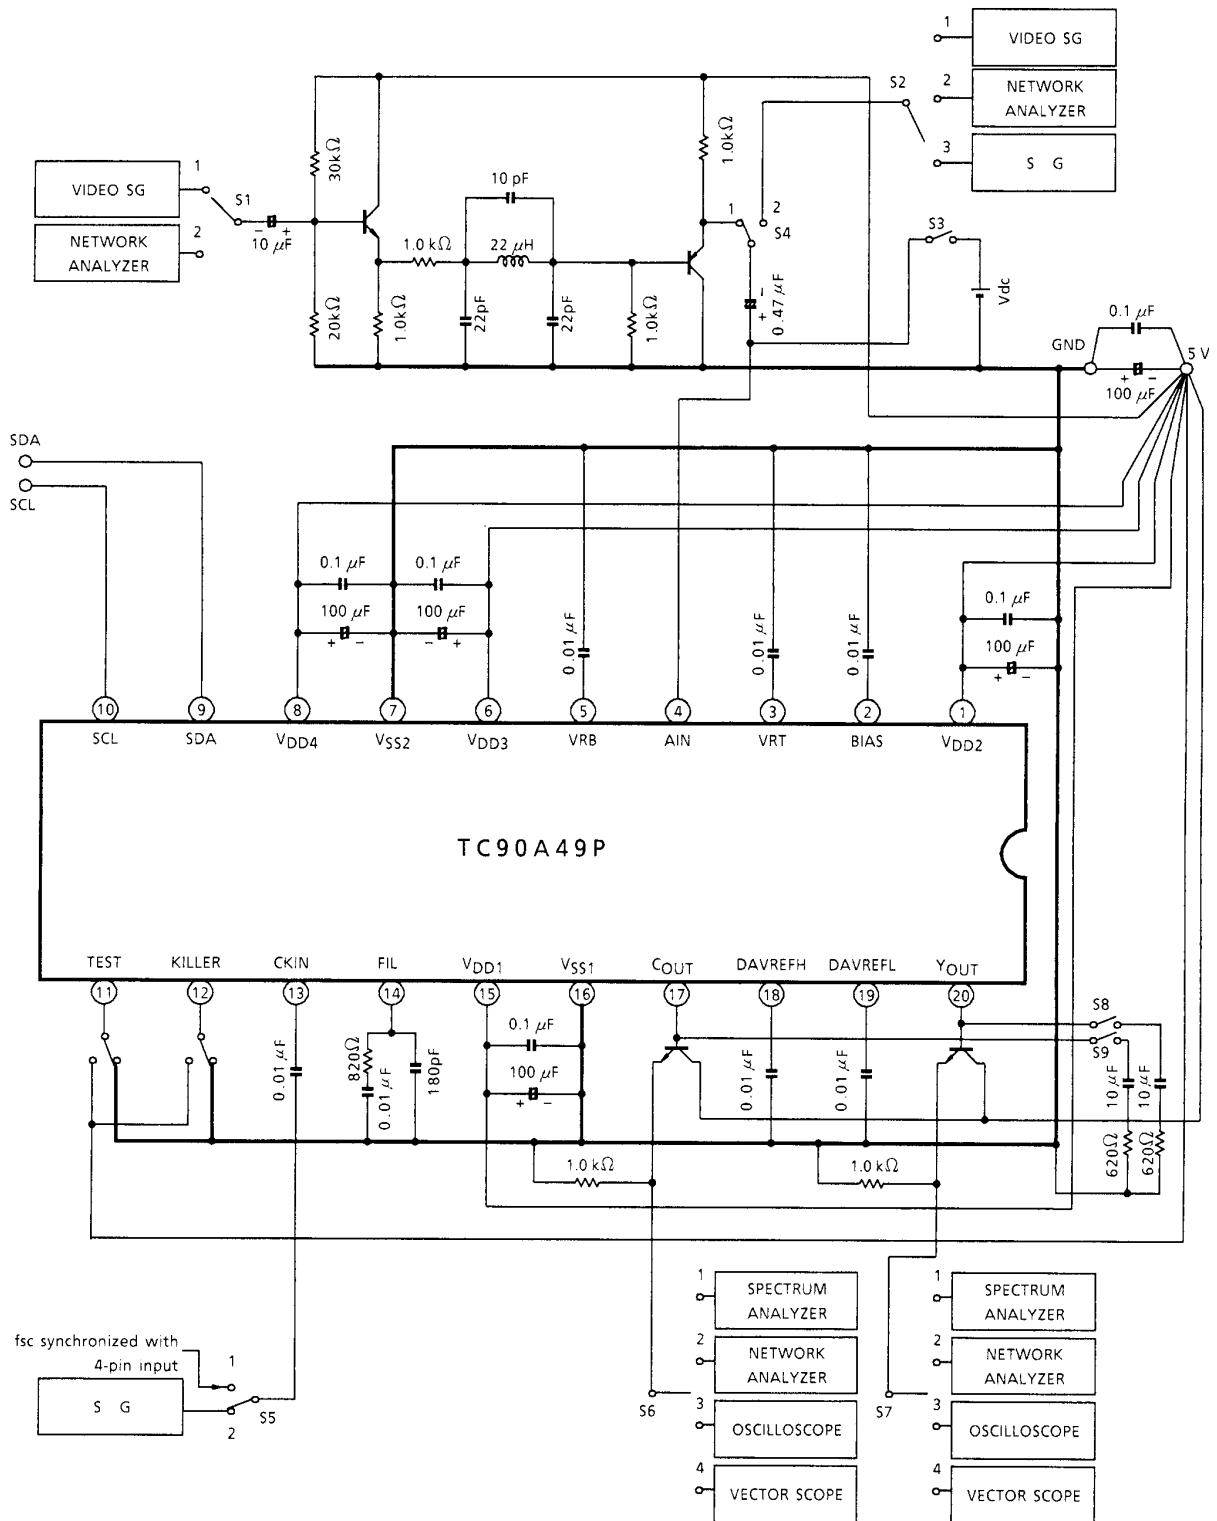 1
VIDEO SG
S2
2
NETWORK
ANALYZER
3
S G
30kΩ
1.0kΩ
1
VIDEO SG
S1
2
NETWORK
ANALYZER
- +
10 μF
10 pF
1.0 kΩ
22 μH
1
2
S4
S3
Vdc
20kΩ
1.0kΩ
22pF
22pF
1.0kΩ
-
+
0.47 μF
0.1 μF
GND
5 V
+ -
100 μF
SDA
SCL
0.1 μF
0.1 μF
100 μF
100 μF
+ -
- +
0.01 μF
0.01 μF
0.01 μF
0.1 μF
100 μF
+ -
10
9
8
7
6
5
4
3
2
1
SCL
SDA
VDD4
VSS2
VDD3
VRB
AIN
VRT
BIAS
VDD2
TC90A49P
TEST
KILLER
CKIN
FIL
VDD1
VSS1
COUT
DAVREFH
DAVREFL
YOUT
11
12
13
14
15
16
17
18
19
20
S8
S9
0.01 μF
820Ω
0.01 μF
180pF
0.1 μF
100 μF
+ -
0.01 μF
0.01 μF
10 μF
10 μF
620Ω
620Ω
1.0 kΩ
1.0 kΩ
fsc synchronized with
4-pin input
1
S G
2
S5
S6
1
SPECTRUM
ANALYZER
2
NETWORK
ANALYZER
3
OSCILLOSCOPE
4
VECTOR SCOPE
S7
1
SPECTRUM
ANALYZER
2
NETWORK
ANALYZER
3
OSCILLOSCOPE
4
VECTOR SCOPE